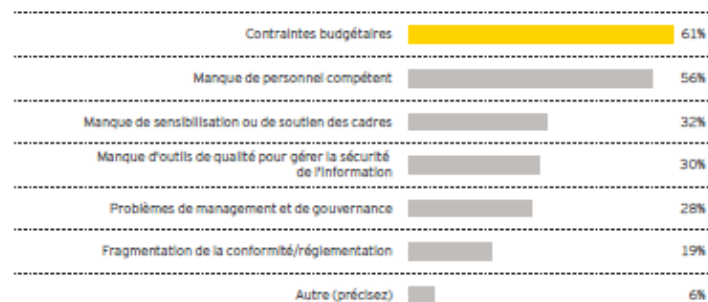 Contraintes budgétaires 61%
Manque de personnel compétent 56%
Manque de sensibilisation ou de soutien des cadres 32%
Manque d'outils de qualité pour gérer la sécurité
de l'information 30%
Problèmes de management et de gouvernance 28%
Fragmentation de la conformité/réglementation 19%
Autre (précisez) 6%